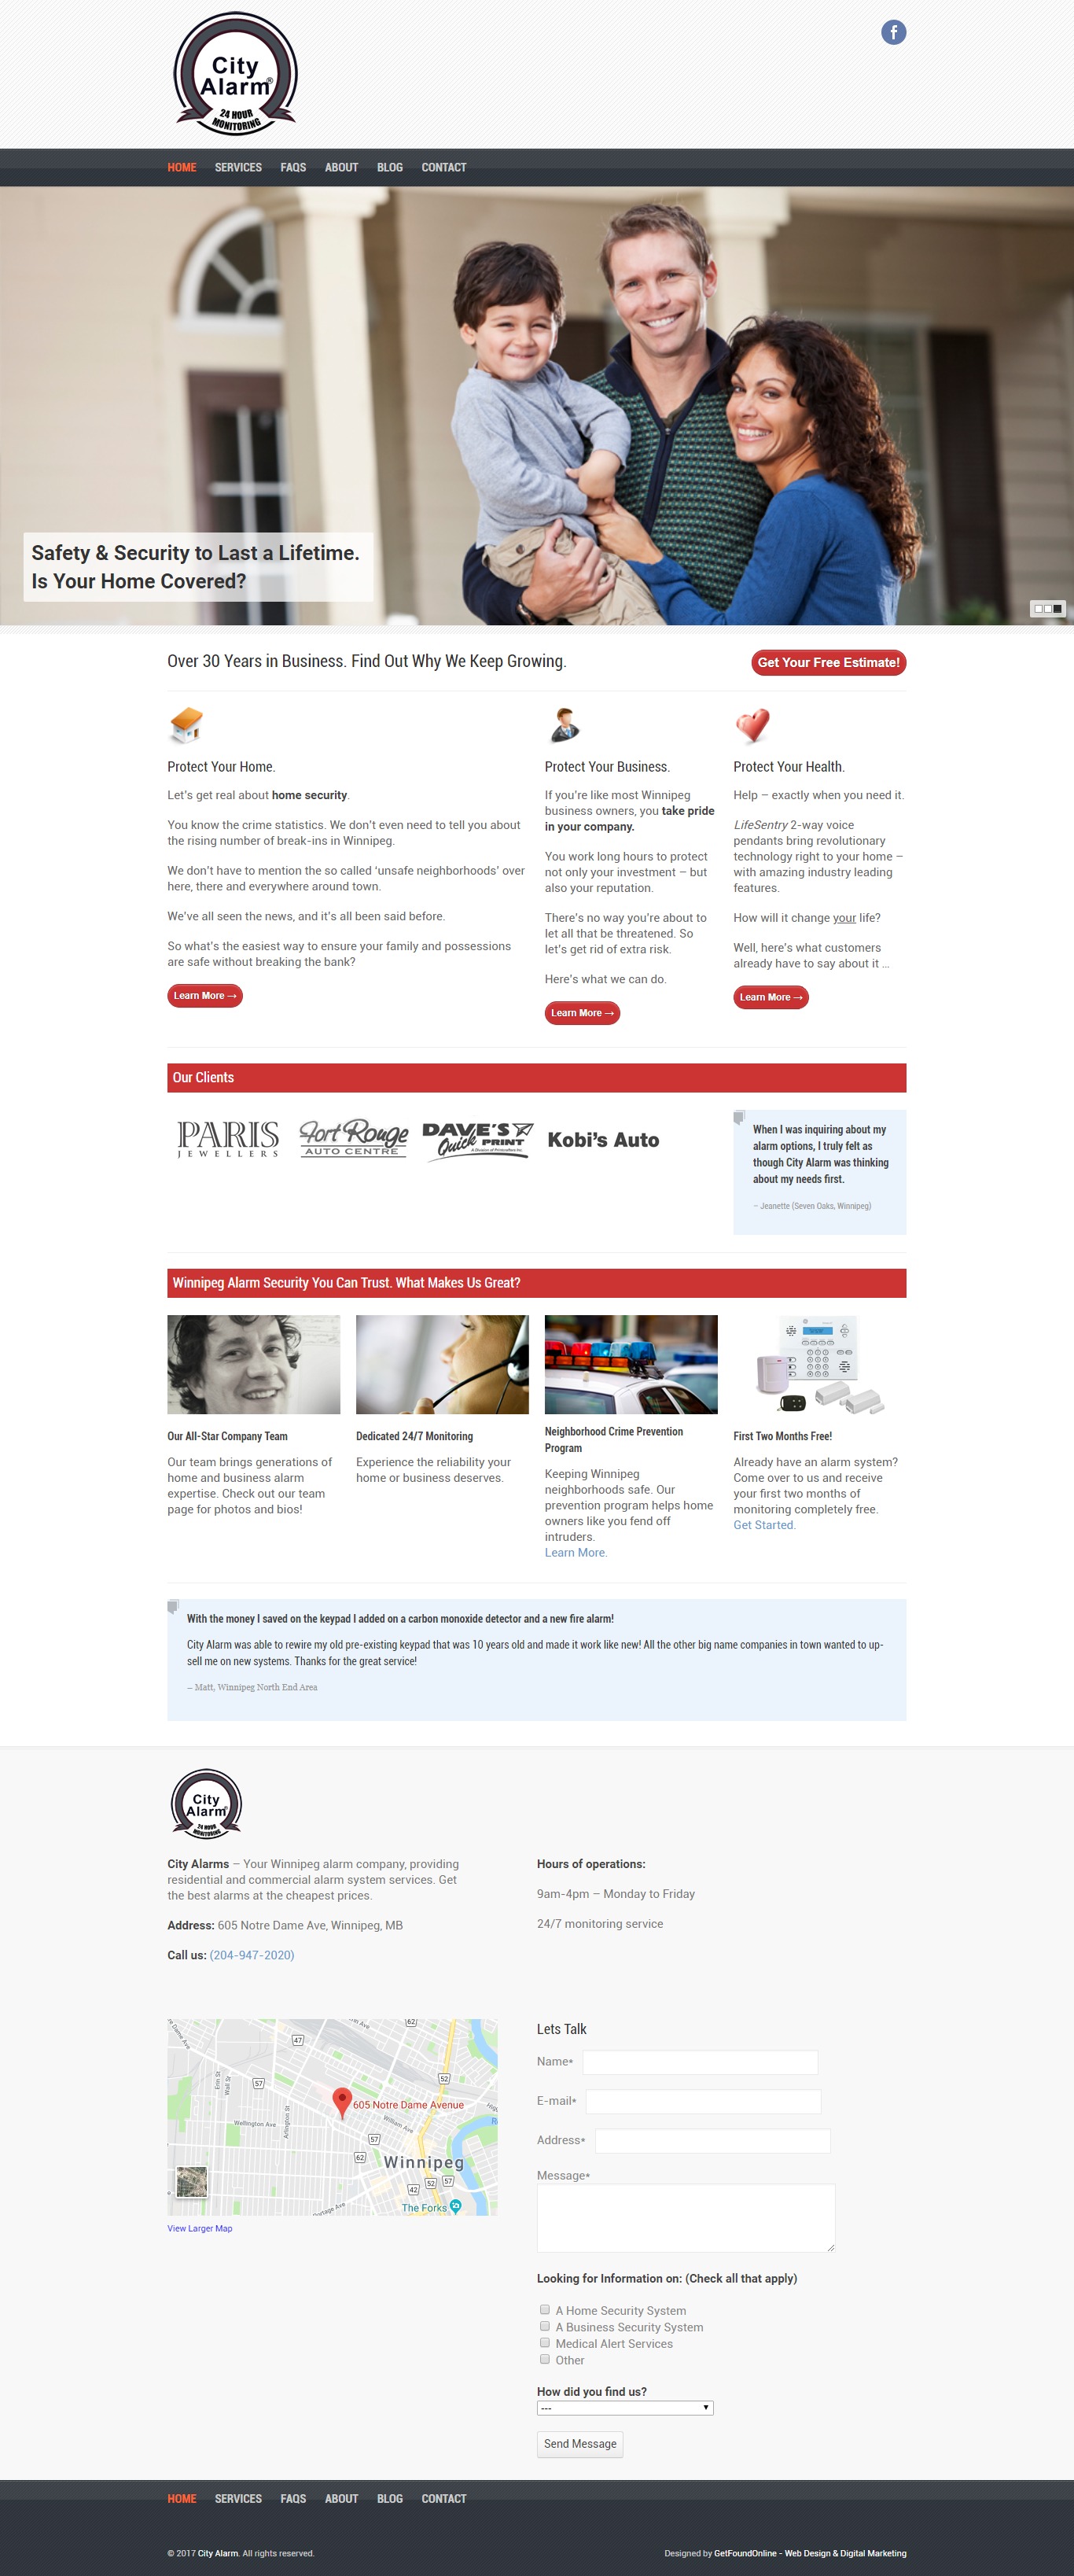 City
Alarm®
24 HOUR
MONITORING
HOME SERVICES FAQS ABOUT BLOG CONTACT
Safety & Security to Last a Lifetime.
Is Your Home Covered?
Over 30 Years in Business. Find Out Why We Keep Growing.
Get Your Free Estimate!
Protect Your Home.
Let's get real about home security.
You know the crime statistics. We don't even need to tell you about
the rising number of break-ins in Winnipeg.
We don't have to mention the so called 'unsafe neighborhoods' over
here, there and everywhere around town.
We've all seen the news, and it's all been said before.
So what's the easiest way to ensure your family and possessions
are safe without breaking the bank?
Learn More →
Protect Your Business.
If you're like most Winnipeg
business owners, you take pride
in your company.
You work long hours to protect
not only your investment – but
also your reputation.
There's no way you're about to
let all that be threatened. So
let's get rid of extra risk.
Here's what we can do.
Learn More →
Protect Your Health.
Help – exactly when you need it.
LifeSentry 2-way voice
pendants bring revolutionary
technology right to your home –
with amazing industry leading
features.
How will it change your life?
Well, here's what customers
already have to say about it ...
Learn More →
Our Clients
PARIS
JEWELLERS
Fort Rouge
AUTO CENTRE
DAVE'S
Quick PRINT
Kobi's Auto
When I was inquiring about my
alarm options, I truly felt as
though City Alarm was thinking
about my needs first.
– Jeanette (Seven Oaks, Winnipeg)
Winnipeg Alarm Security You Can Trust. What Makes Us Great?
Our All-Star Company Team
Our team brings generations of
home and business alarm
expertise. Check out our team
page for photos and bios!
Dedicated 24/7 Monitoring
Experience the reliability your
home or business deserves.
Neighborhood Crime Prevention
Program
Keeping Winnipeg
neighborhoods safe. Our
prevention program helps home
owners like you fend off
intruders.
Learn More.
First Two Months Free!
Already have an alarm system?
Come over to us and receive
your first two months of
monitoring completely free.
Get Started.
With the money I saved on the keypad I added on a carbon monoxide detector and a new fire alarm!
City Alarm was able to rewire my old pre-existing keypad that was 10 years old and made it work like new! All the other big name companies in town wanted to up-
sell me on new systems. Thanks for the great service!
– Matt, Winnipeg North End Area
City
Alarm
24 HOUR
MONITORING
City Alarms – Your Winnipeg alarm company, providing
residential and commercial alarm system services. Get
the best alarms at the cheapest prices.
Address: 605 Notre Dame Ave, Winnipeg, MB
Call us: (204-947-2020)
Hours of operations:
9am-4pm – Monday to Friday
24/7 monitoring service
62
47
57
52
Erin St
Wall St
Arlington St
Wellington Ave
William Ave
605 Notre Dame Avenue
57
62
Winnipeg
42
52
57
Portage Ave
The Forks
View Larger Map
Lets Talk
Name*
E-mail*
Address*
Message*
Looking for Information on: (Check all that apply)
A Home Security System
A Business Security System
Medical Alert Services
Other
How did you find us?
---
Send Message
HOME SERVICES FAQS ABOUT BLOG CONTACT
© 2017 City Alarm. All rights reserved.
Designed by GetFoundOnline - Web Design & Digital Marketing